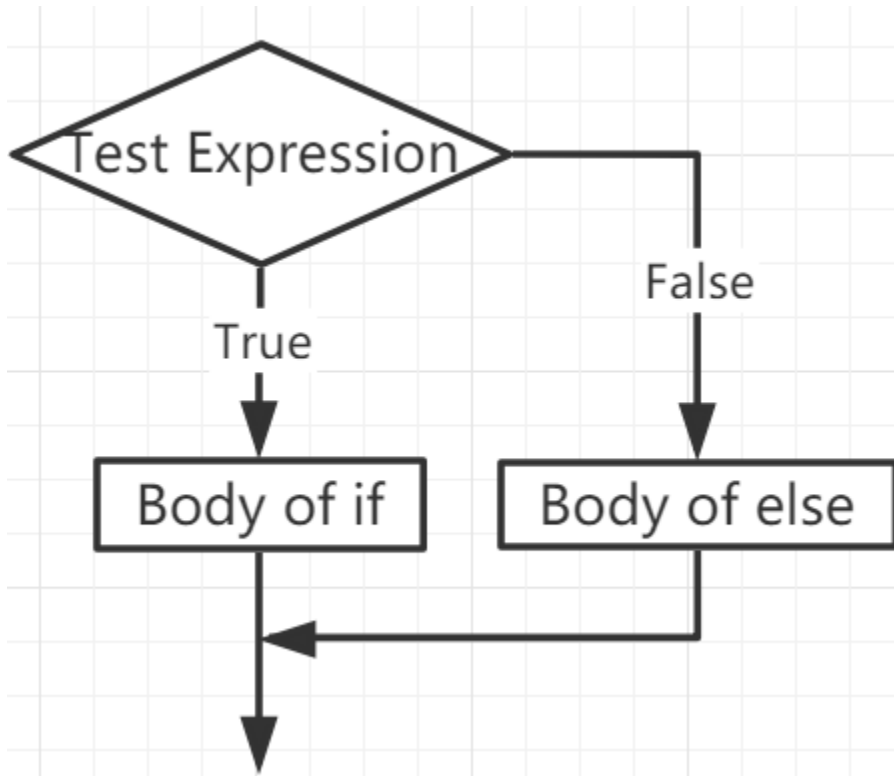 Test Expression
False
True
Body of if
Body of else